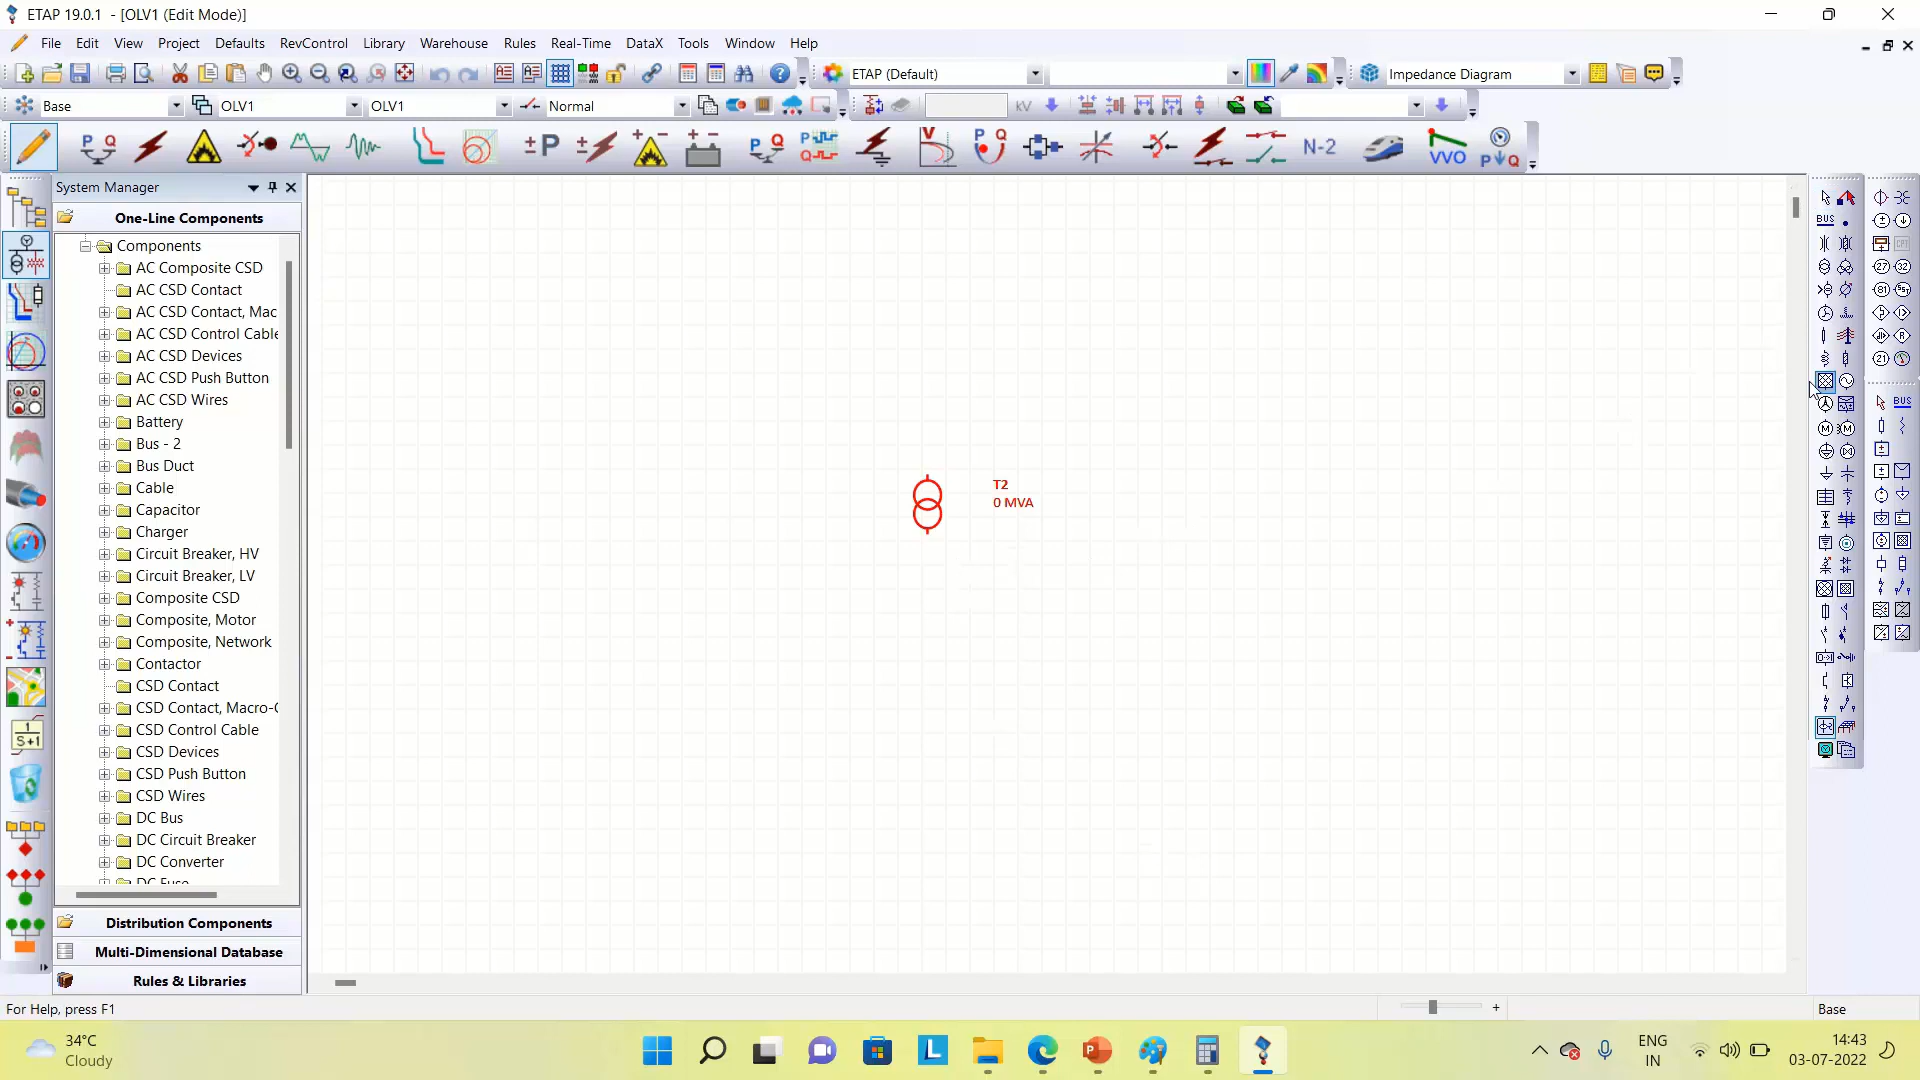 ETAP 19.0.1 - [OLV1 (Edit Mode)]
File Edit View Project Defaults RevControl Library Warehouse Rules Real-Time DataX Tools Window Help
ETAP (Default) Impedance Diagram
Base OLV1 OLV1 Normal kV
N-2 VVO
System Manager
One-Line Components
Components
AC Composite CSD
AC CSD Contact
AC CSD Contact, Mac
AC CSD Control Cable
AC CSD Devices
AC CSD Push Button
AC CSD Wires
Battery
Bus - 2
Bus Duct
Cable
Capacitor
Charger
Circuit Breaker, HV
Circuit Breaker, LV
Composite CSD
Composite, Motor
Composite, Network
Contactor
CSD Contact
CSD Contact, Macro-C
CSD Control Cable
CSD Devices
CSD Push Button
CSD Wires
DC Bus
DC Circuit Breaker
DC Converter
DC Fuse
Distribution Components
Multi-Dimensional Database
Rules & Libraries
T2
0 MVA
BUS
BUS
For Help, press F1
Base
34°C
Cloudy
ENG
IN
14:43
03-07-2022